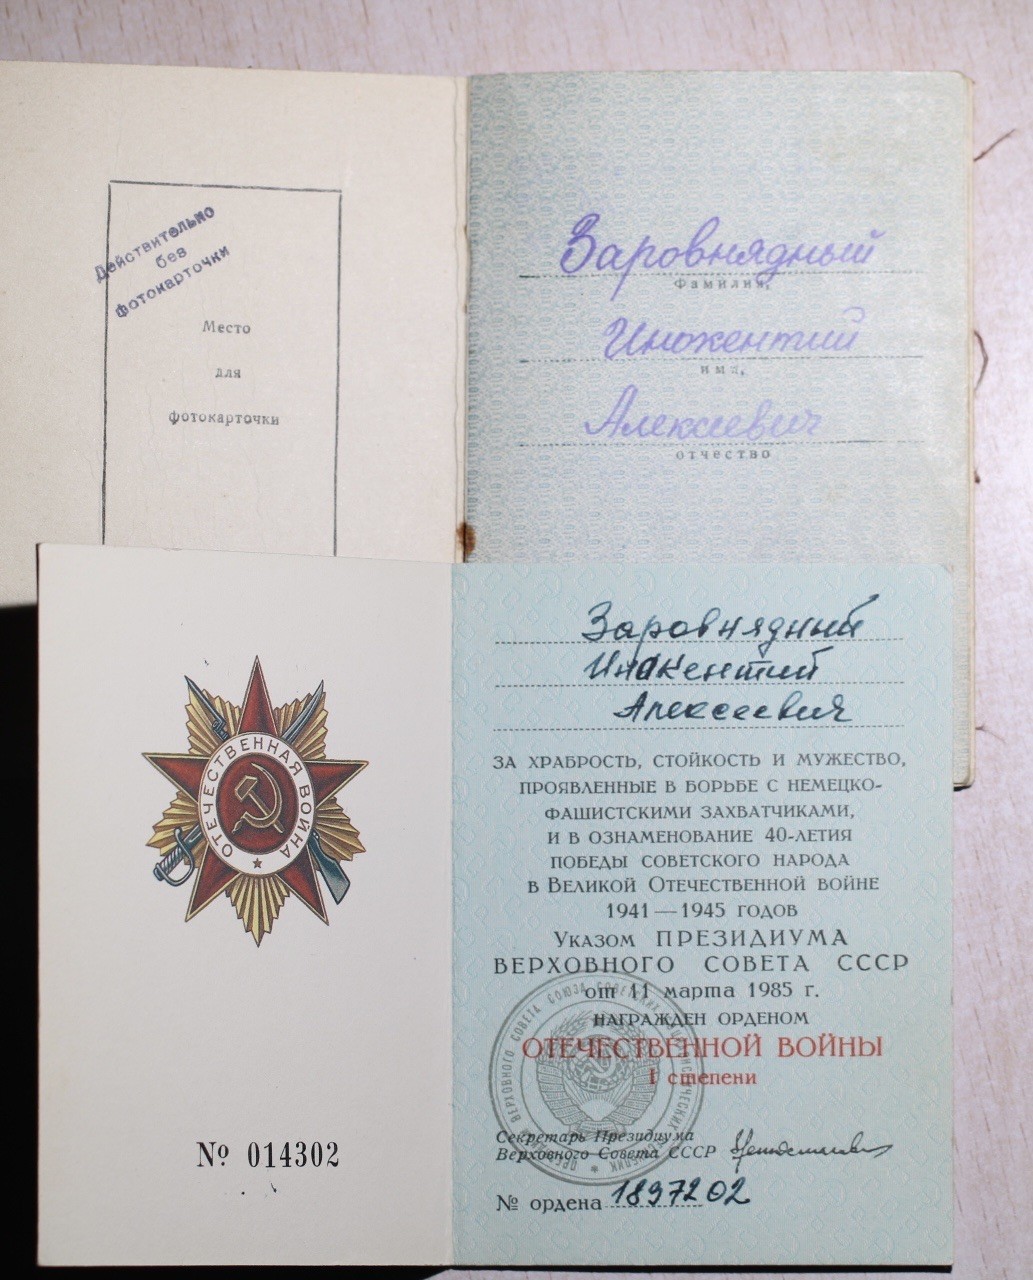 Действительно
без
фотокарточки
Место
для
фотокарточки
Заровнядный
Фамилия,
Инокентий
имя,
Алексеевич
отчество
ОТЕЧЕСТВЕННАЯ ВОЙНА
№ 014302
Заровнядный
Инокентий
Алексеевич
ЗА ХРАБРОСТЬ, СТОЙКОСТЬ И МУЖЕСТВО,
ПРОЯВЛЕННЫЕ В БОРЬБЕ С НЕМЕЦКО-
ФАШИСТСКИМИ ЗАХВАТЧИКАМИ,
И В ОЗНАМЕНОВАНИЕ 40-ЛЕТИЯ
ПОБЕДЫ СОВЕТСКОГО НАРОДА
В ВЕЛИКОЙ ОТЕЧЕСТВЕННОЙ ВОЙНЕ
1941—1945 ГОДОВ
УКАЗОМ ПРЕЗИДИУМА
ВЕРХОВНОГО СОВЕТА СССР
от 11 марта 1985 г.
НАГРАЖДЕН ОРДЕНОМ
ОТЕЧЕСТВЕННОЙ ВОЙНЫ
I степени
Секретарь Президиума
Верховного Совета СССР
№ ордена 1897202